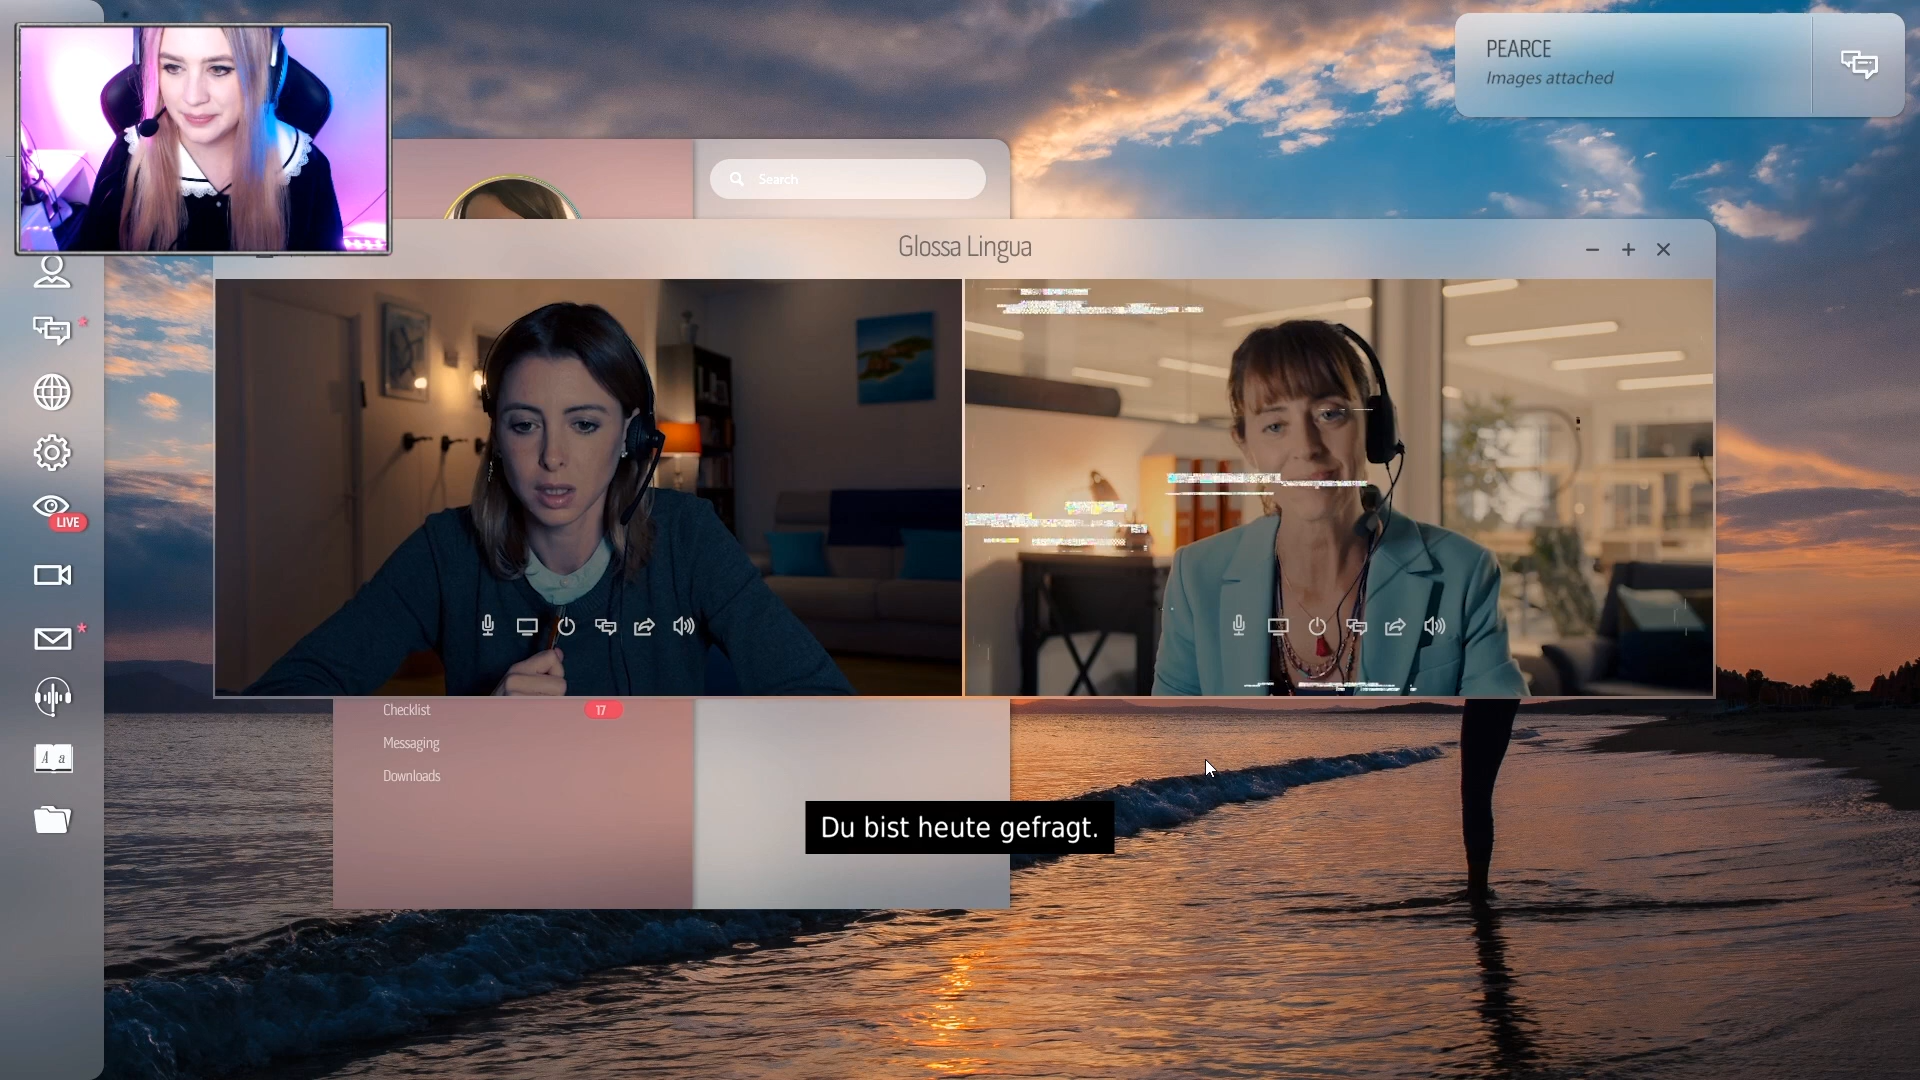 PEARCE
Images attached
Search
Glossa Lingua
LIVE
A a
Checklist
17
Messaging
Downloads
Du bist heute gefragt.